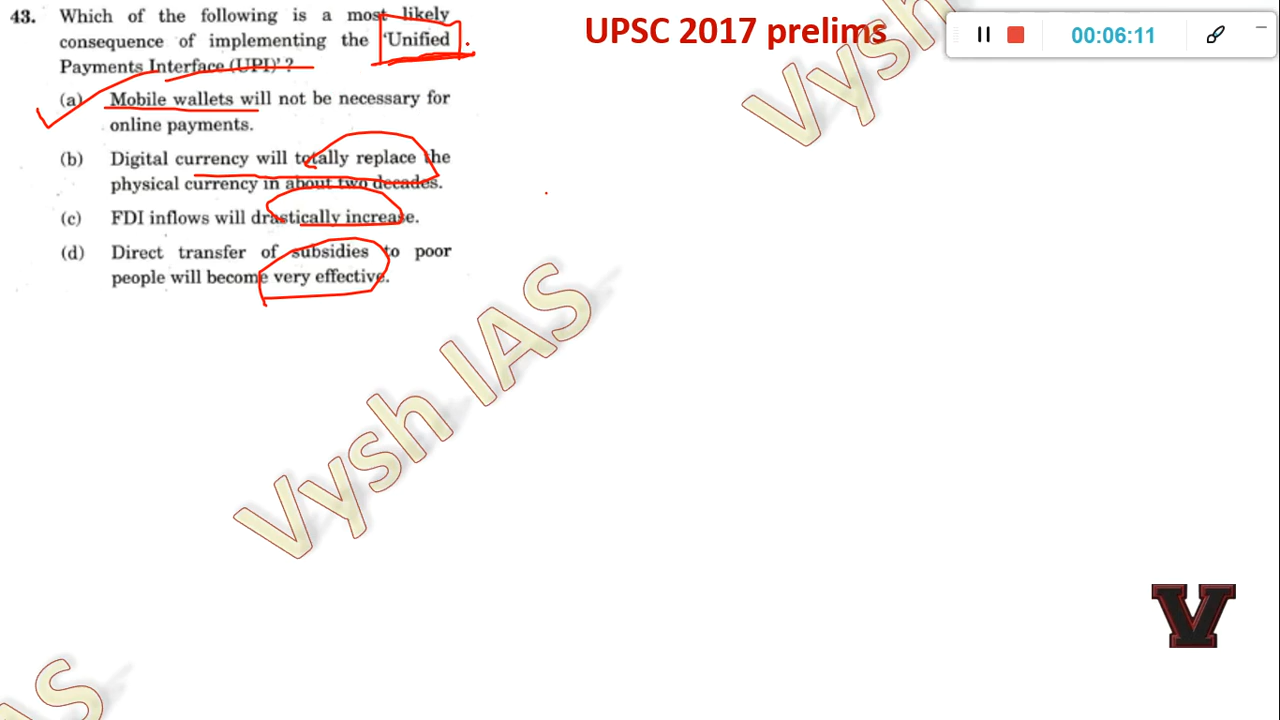 UPSC 2017 prelims
00:06:11
43. Which of the following is a most likely
consequence of implementing the 'Unified
Payments Interface (UPI)' ?
(a) Mobile wallets will not be necessary for
online payments.
(b) Digital currency will totally replace the
physical currency in about two decades.
(c) FDI inflows will drastically increase.
(d) Direct transfer of subsidies to poor
people will become very effective.
Vysh
Vysh IAS
AS
V